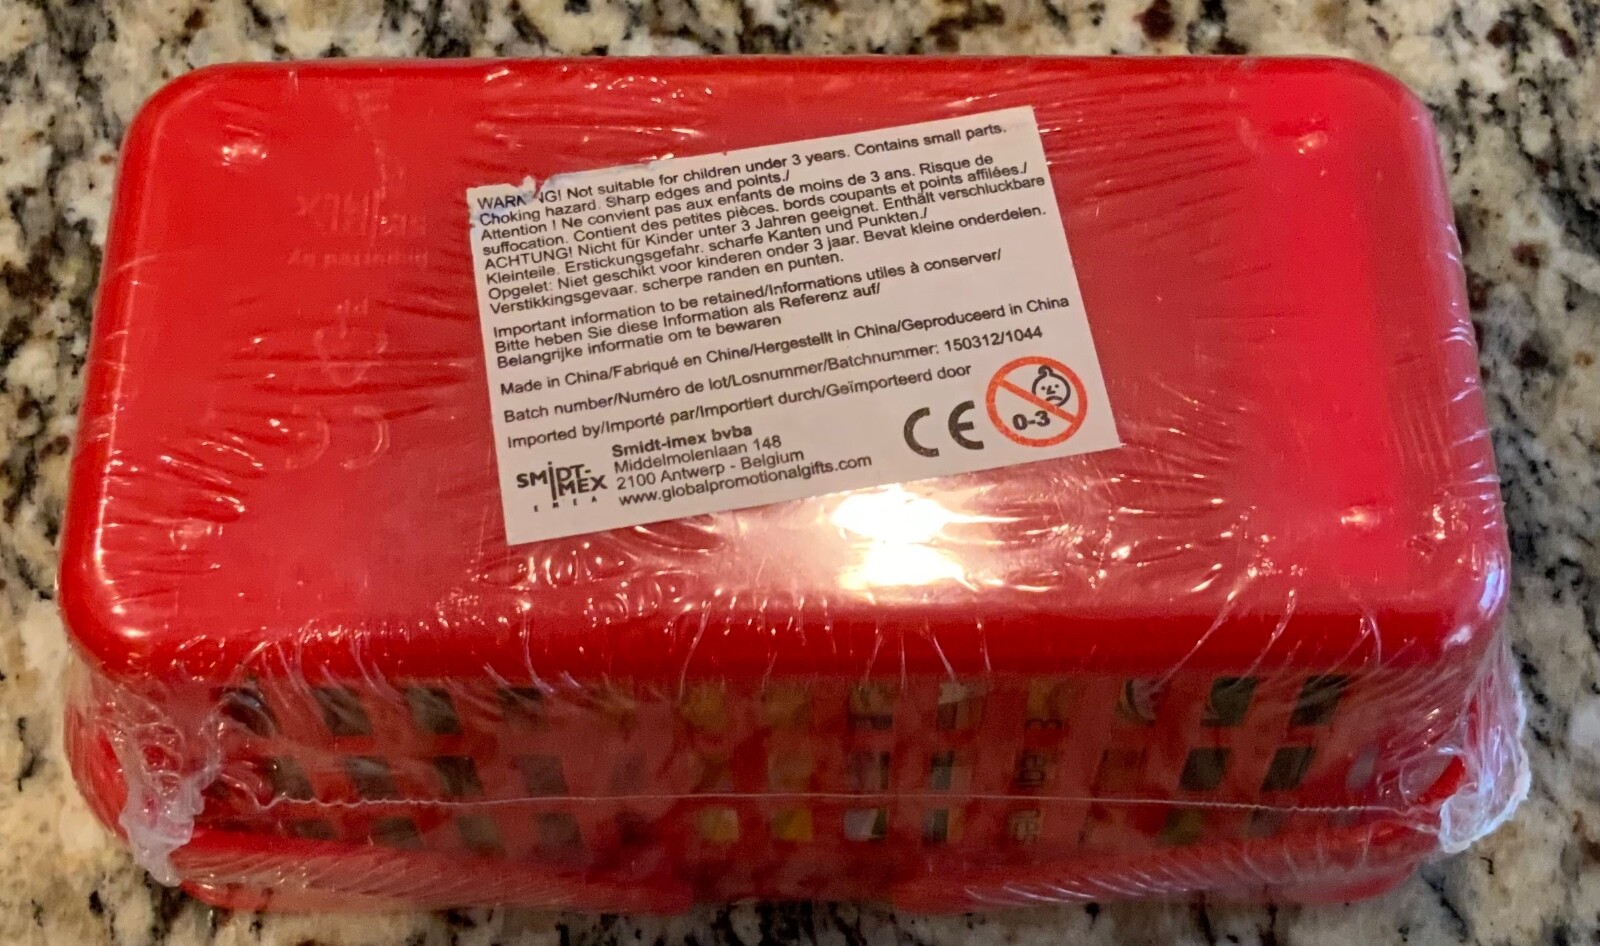 WARN NG! Not suitable for children under 3 years. Contains small parts.
Choking hazard. Sharp edges and points./
Attention ! Ne convient pas aux enfants de moins de 3 ans. Risque de
suffocation. Contient des petites pièces. bords coupants et points affilées./
ACHTUNG! Nicht für Kinder unter 3 Jahren geeignet. Enthält verschluckbare
Kleinteile. Erstickungsgefahr. scharfe Kanten und Punkten./
Opgelet: Niet geschikt voor kinderen onder 3 jaar. Bevat kleine onderdelen.
Verstikkingsgevaar. scherpe randen en punten.
Important information to be retained/Informations utiles à conserver/
Bitte heben Sie diese Information als Referenz auf/
Belangrijke informatie om te bewaren
Made in China/Fabriqué en Chine/Hergestellt in China/Geproduceerd in China
Batch number/Numéro de lot/Losnummer/Batchnummer: 150312/1044
Imported by/Importé par/Importiert durch/Geïmporteerd door
SMIDT-
IMEX
EMEA
Smidt-imex bvba
Middelmolenlaan 148
2100 Antwerp - Belgium
www.globalpromotionalgifts.com
CE
0-3